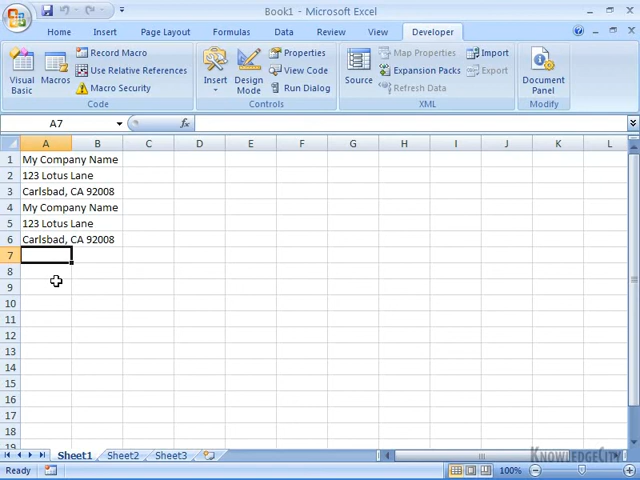 Book1 - Microsoft Excel
Home Insert Page Layout Formulas Data Review View Developer
Visual Basic
Macros
Record Macro
Use Relative References
Macro Security
Code
Insert
Design Mode
Properties
View Code
Run Dialog
Controls
Source
Map Properties
Expansion Packs
Refresh Data
Import
Export
XML
Document Panel
Modify
A7 fx
A B C D E F G H I J K L
1 My Company Name
2 123 Lotus Lane
3 Carlsbad, CA 92008
4 My Company Name
5 123 Lotus Lane
6 Carlsbad, CA 92008
7
8
9
10
11
12
13
14
15
16
17
18
19
Sheet1 Sheet2 Sheet3
KNOWLEDGECITY
Ready 100%